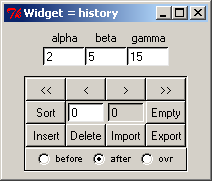 Widget = history
alpha beta gamma
2 5 15
<< < > >>
Sort 0 0 Empty
Insert Delete Import Export
before after ovr